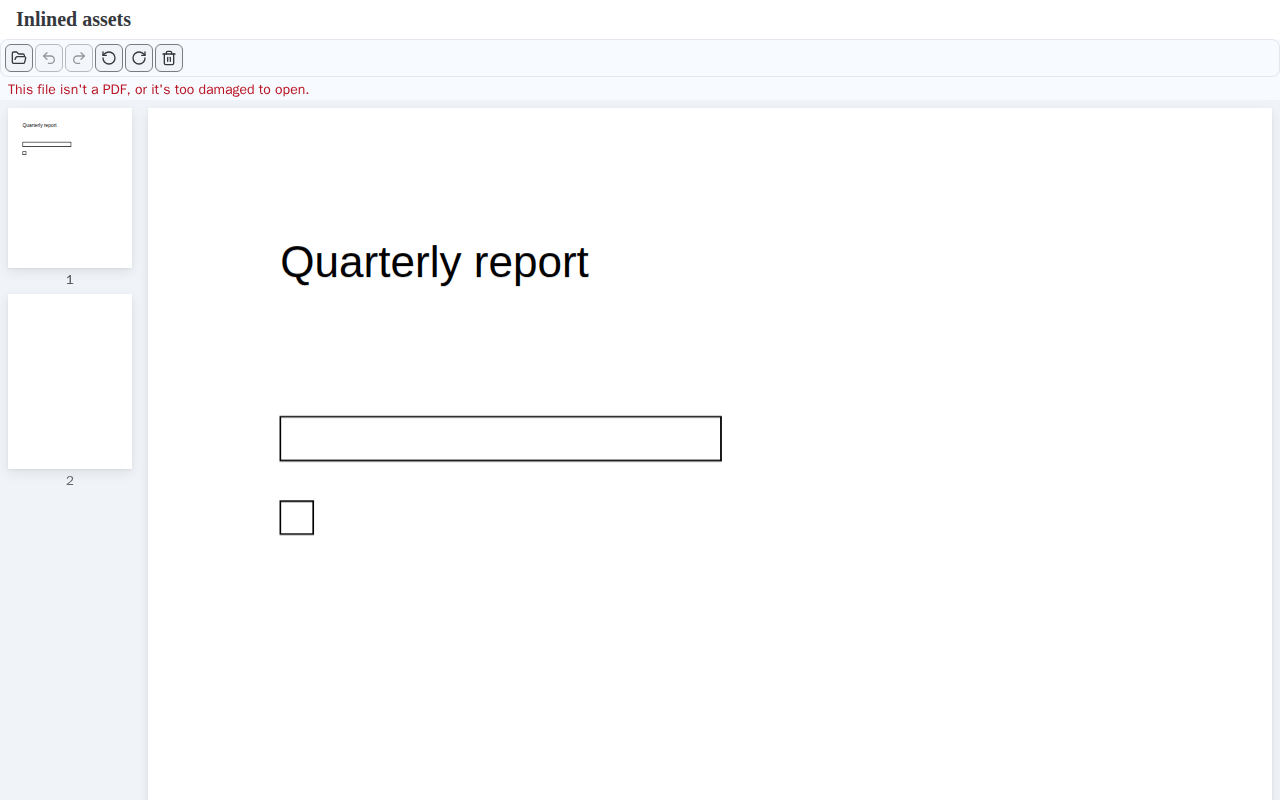 Inlined assets
This file isn't a PDF, or it's too damaged to open.
Quarterly report
1
2
Quarterly report